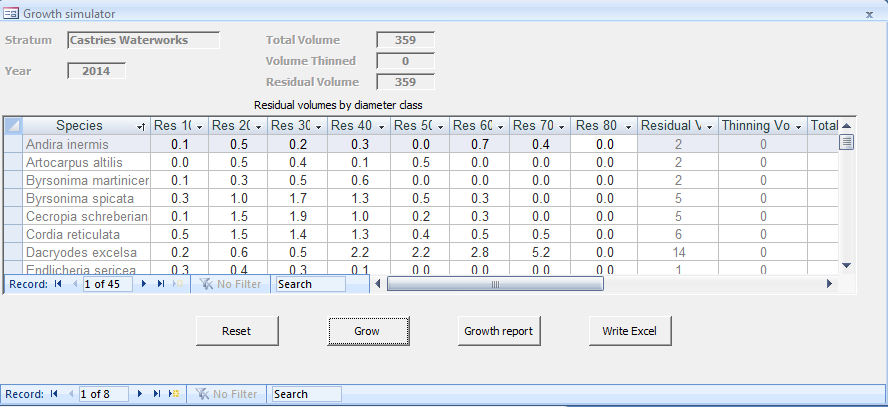 Growth simulator x
Stratum Castries Waterworks Total Volume 359
Volume Thinned 0
Year 2014
Residual Volume 359
Residual volumes by diameter class
Species Res 10 Res 20 Res 30 Res 40 Res 50 Res 60 Res 70 Res 80 Residual V Thinning Vo Total
Andira inermis 0.1 0.5 0.2 0.3 0.0 0.7 0.4 0.0 2 0
Artocarpus altilis 0.0 0.5 0.4 0.1 0.5 0.0 0.0 0.0 2 0
Byrsonima martinicer 0.1 0.3 0.5 0.6 0.0 0.0 0.0 0.0 2 0
Byrsonima spicata 0.3 1.0 1.7 1.3 0.5 0.3 0.0 0.0 5 0
Cecropia schreberian 0.1 1.5 1.9 1.0 0.2 0.3 0.0 0.0 5 0
Cordia reticulata 0.5 1.5 1.4 1.3 0.4 0.5 0.5 0.0 6 0
Dacryodes excelsa 0.2 0.6 0.5 2.2 2.2 2.8 5.2 0.0 14 0
Endlicheria sericea 0.3 0.4 0.3 0.1 0.0 0.0 0.0 0.0 1 0
Record: 1 of 45 No Filter Search
Reset Grow Growth report Write Excel
Record: 1 of 8 No Filter Search